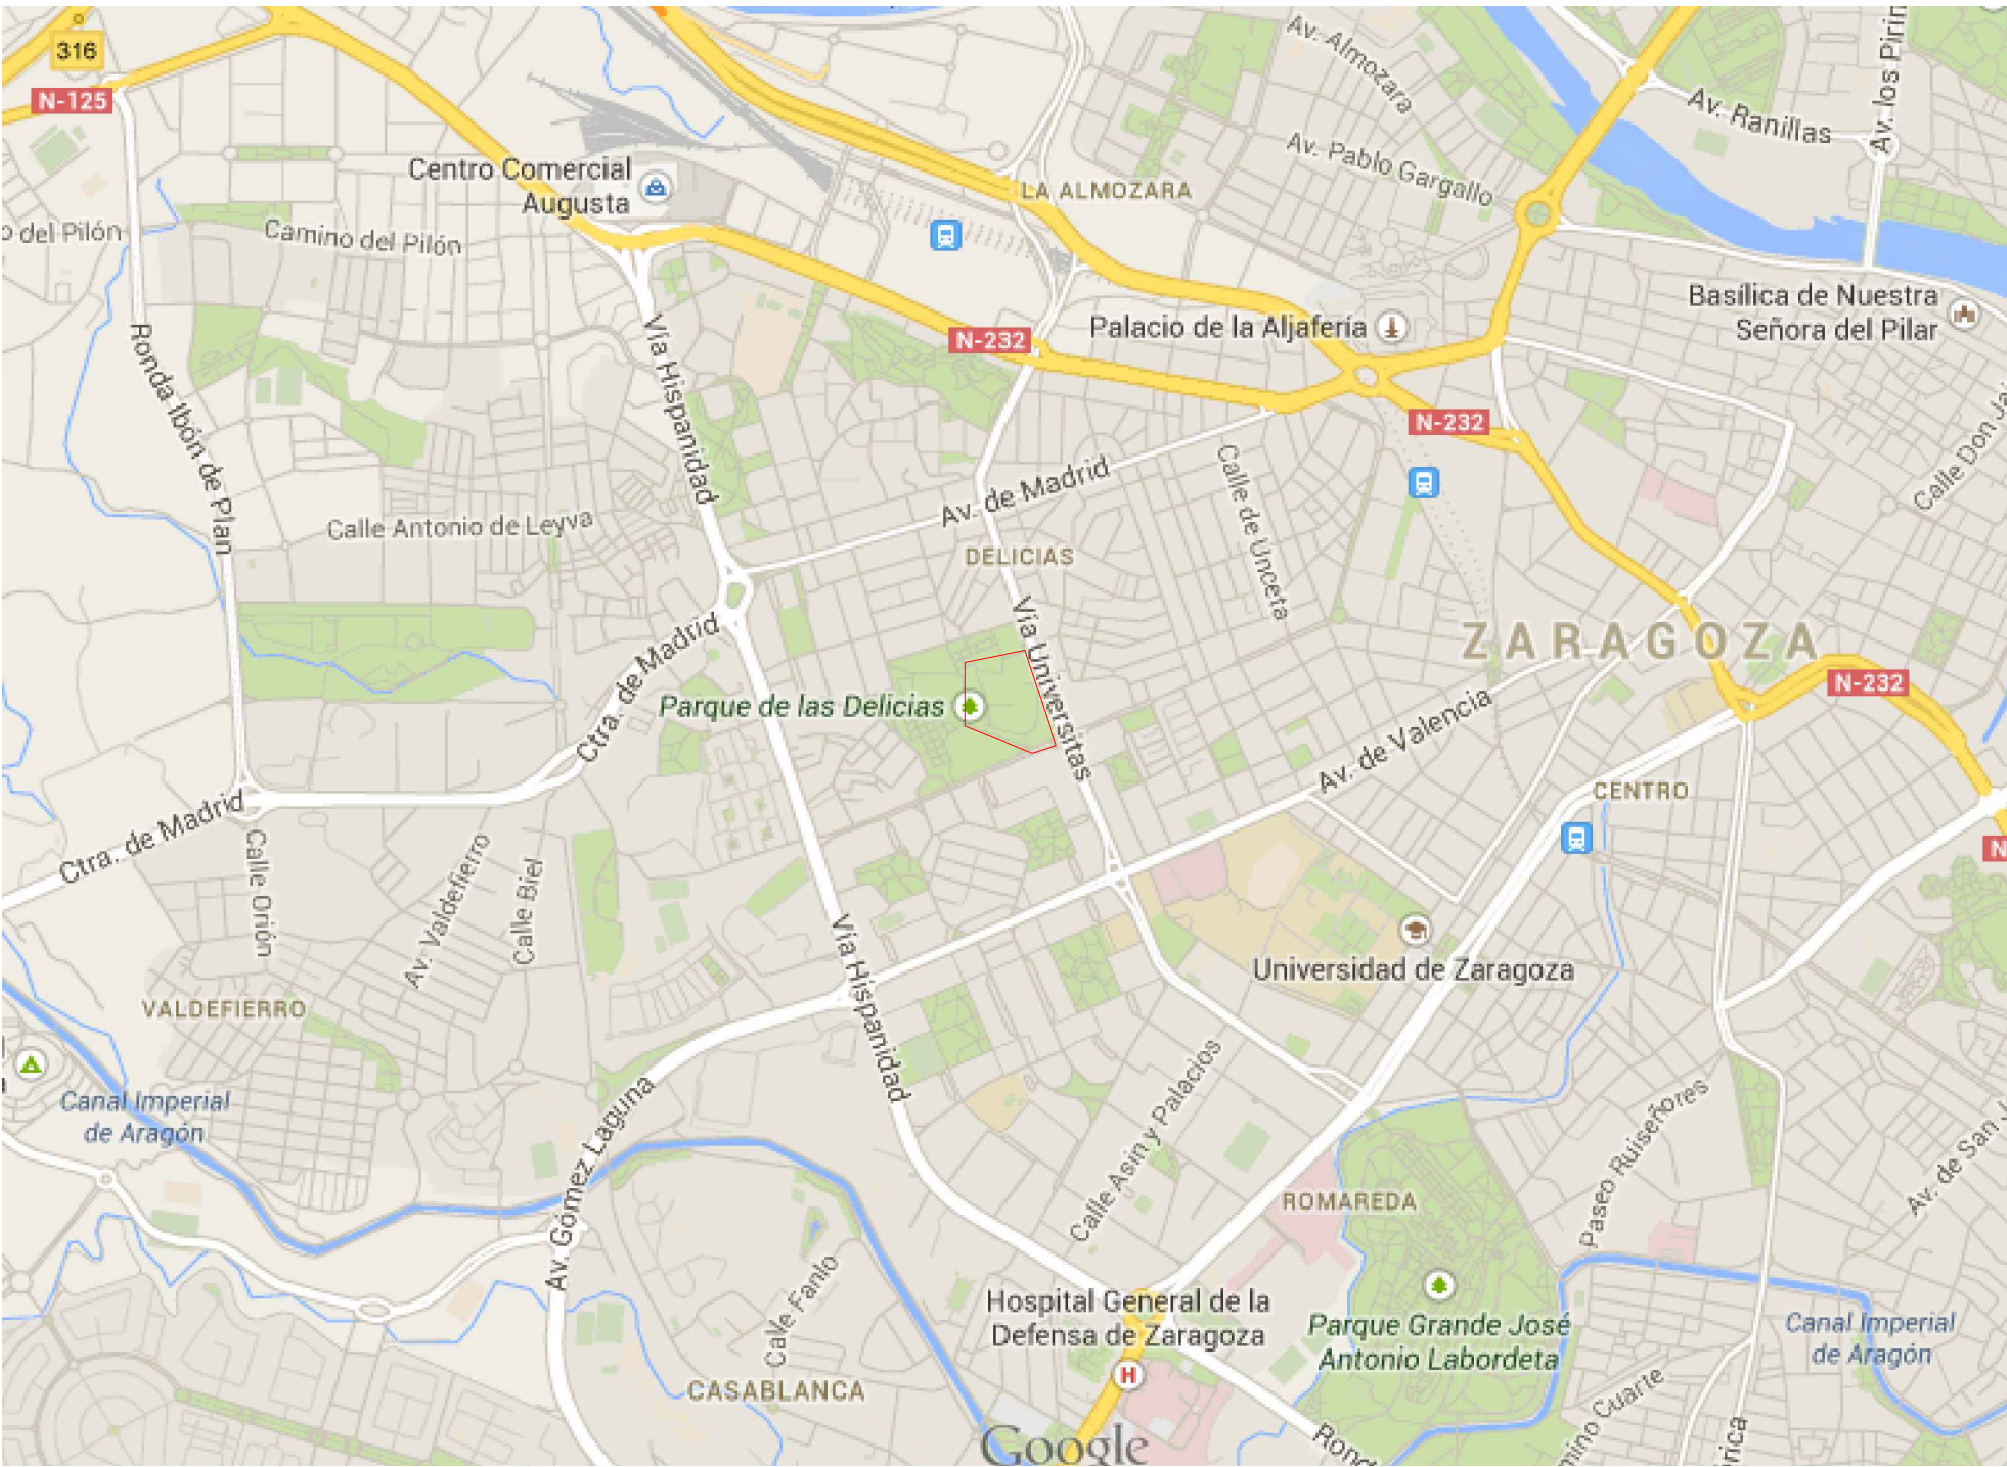 316
N-125
Av. Almozara
Av. Ranillas
Av. los Pirin
Centro Comercial
Augusta
Av. Pablo Gargallo
LA ALMOZARA
o del Pilón
Camino del Pilón
Basílica de Nuestra
Señora del Pilar
Palacio de la Aljafería
N-232
Ronda Ibón de Plan
Vía Hispanidad
N-232
Calle Don Ja
Av. de Madrid
Calle de Unceta
Calle Antonio de Leyva
DELICIAS
Vía Universitas
ZARAGOZA
Ctra. de Madrid
N-232
Parque de las Delicias
Av. de Valencia
CENTRO
Ctra. de Madrid
Calle Orión
Av. Valdefierro
Calle Biel
N
Vía Hispanidad
Universidad de Zaragoza
VALDEFIERRO
Canal Imperial
de Aragón
Av. Gómez Laguna
Calle Asin y Palacios
Paseo Ruiseñores
Av. de San J
ROMAREDA
Calle Fanlo
Hospital General de la
Defensa de Zaragoza
H
Parque Grande José
Antonio Labordeta
Canal Imperial
de Aragón
CASABLANCA
mino Cuarte
Rond
rica
Google